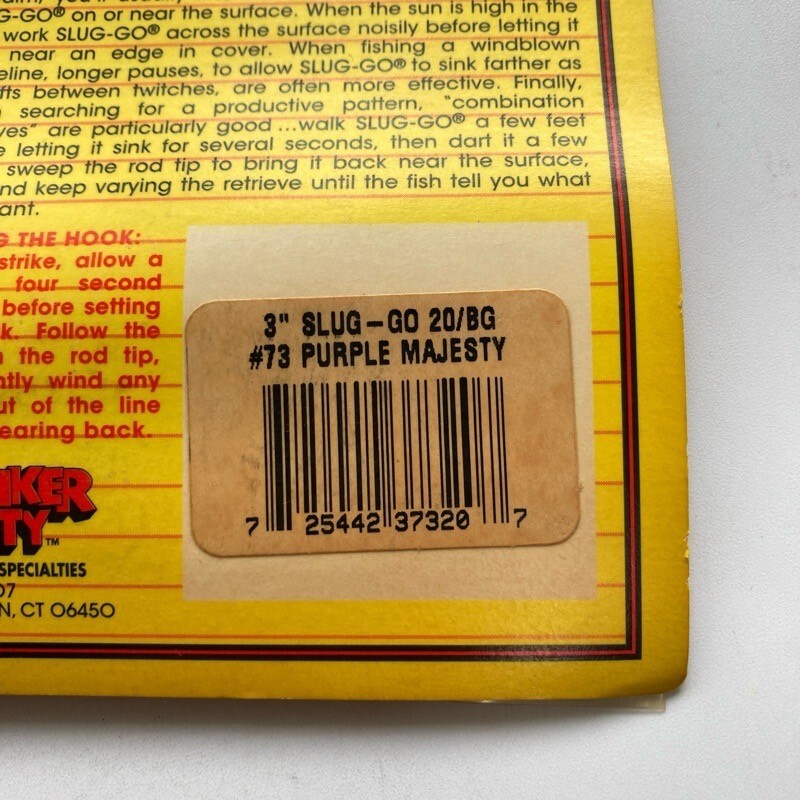 G-GO® on or near the surface. When the sun is high in the
work SLUG-GO® across the surface noisily before letting it
near an edge in cover. When fishing a windblown
eline, longer pauses, to allow SLUG-GO® to sink farther as
fts between twitches, are often more effective. Finally,
searching for a productive pattern, "combination
ves" are particularly good ...walk SLUG-GO® a few feet
e letting it sink for several seconds, then dart it a few
sweep the rod tip to bring it back near the surface,
nd keep varying the retrieve until the fish tell you what
ant.
G THE HOOK:
strike, allow a
four second
before setting
k. Follow the
n the rod tip,
ntly wind any
ut of the line
earing back.
NKER
TY™
SPECIALTIES
07
N, CT 06450
3" SLUG-GO 20/BG
#73 PURPLE MAJESTY
7 25442 37320 7